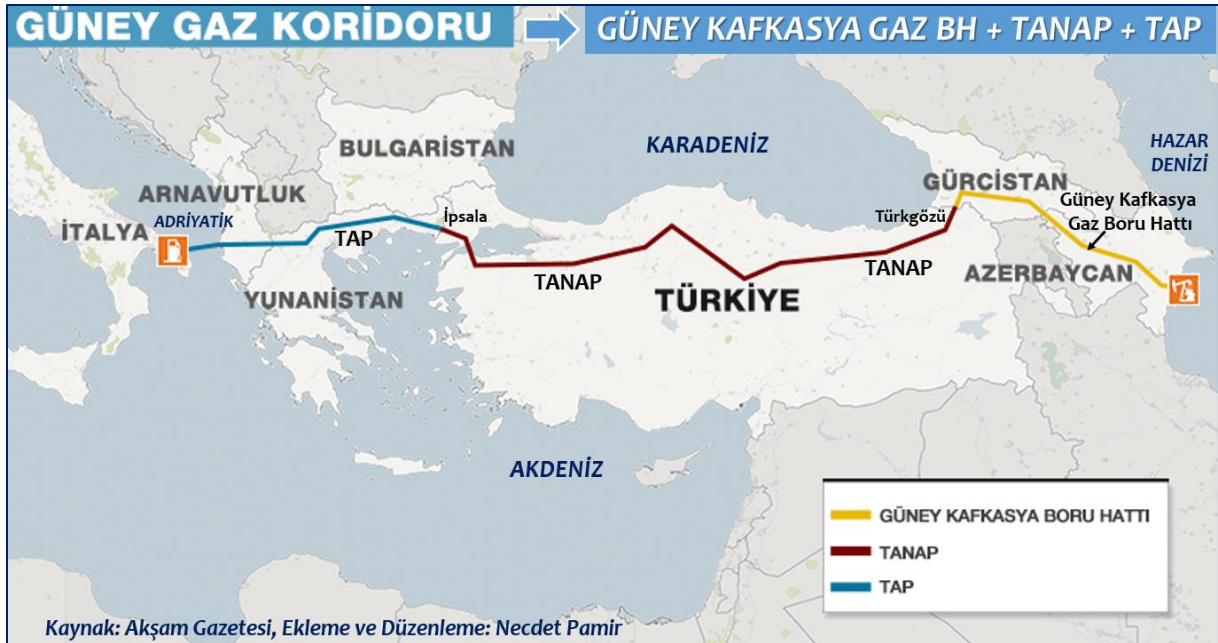 GÜNEY GAZ KORİDORU
GÜNEY KAFKASYA GAZ BH + TANAP + TAP
KARADENİZ
HAZAR
DENİZİ
BULGARİSTAN
GÜRCİSTAN
ARNAVUTLUK
ADRİYATİK
İTALYA
İpsala
Türkgözü
Güney Kafkasya
Gaz Boru Hattı
TAP
TANAP
TANAP
AZERBAYCAN
YUNANİSTAN
TÜRKİYE
AKDENİZ
GÜNEY KAFKASYA BORU HATTI
TANAP
TAP
Kaynak: Akşam Gazetesi, Ekleme ve Düzenleme: Necdet Pamir